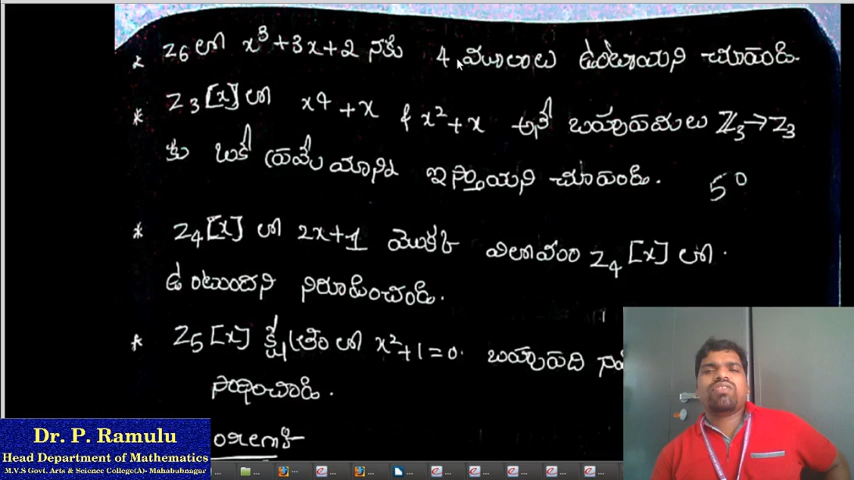 * Z6 లో x³+3x+2 నకు 4 మూలాలు ఉంటాయని చూపండి.
* Z3[x] లో x4+x & x²+x అనే బహుపదులు Z3→Z3
కు ఒకే ప్రమేయాన్ని ఇస్తాయని చూపండి. 5º
* Z4[x] లో 2x+1 యొక్క విలోమం Z4[x] లో.
ఉంటుందని నిరూపించండి.
* Z5[x] క్షేత్రంలో x²+1=0. బహుపది
సాధించండి.
Dr. P. Ramulu
Head Department of Mathematics
M.V.S Govt. Arts & Science College(A)- Mahabubnagar